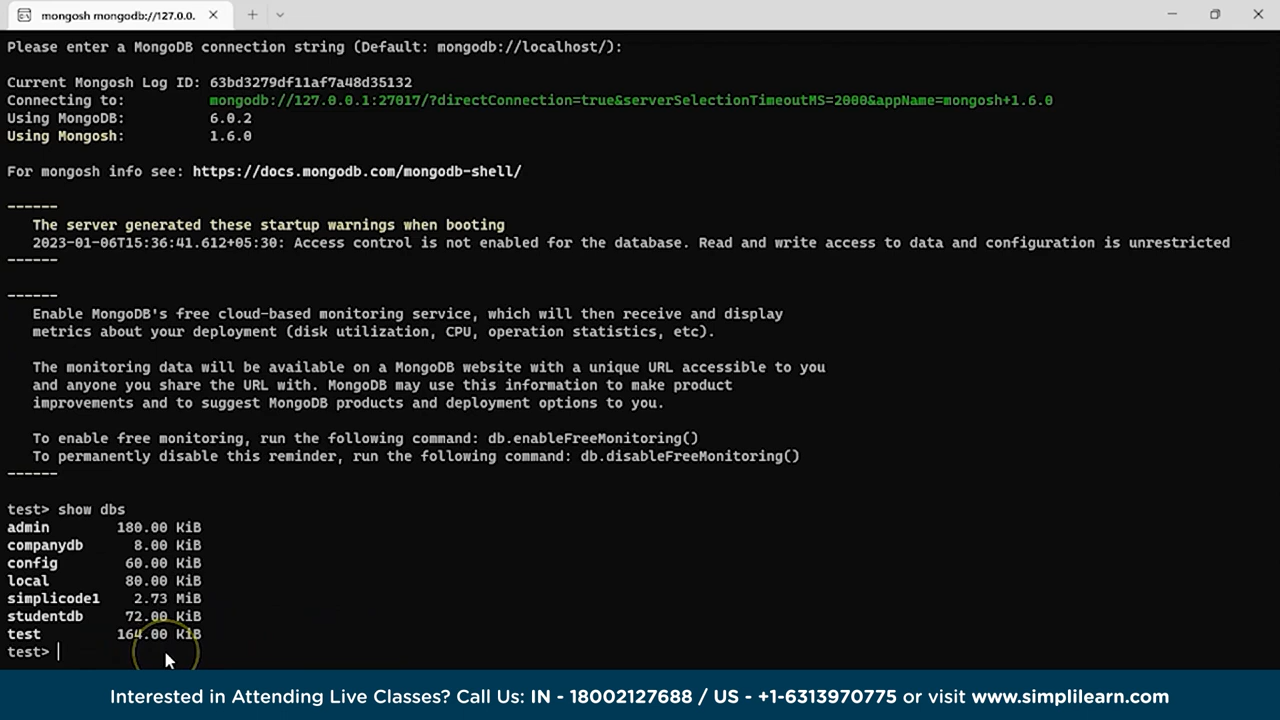 mongosh mongodb://127.0.
Please enter a MongoDB connection string (Default: mongodb://localhost/):
Current Mongosh Log ID: 63bd3279df11af7a48d35132
Connecting to: mongodb://127.0.0.1:27017/?directConnection=true&serverSelectionTimeoutMS=2000&appName=mongosh+1.6.0
Using MongoDB: 6.0.2
Using Mongosh: 1.6.0
For mongosh info see: https://docs.mongodb.com/mongodb-shell/
------
The server generated these startup warnings when booting
2023-01-06T15:36:41.612+05:30: Access control is not enabled for the database. Read and write access to data and configuration is unrestricted
------
------
Enable MongoDB's free cloud-based monitoring service, which will then receive and display
metrics about your deployment (disk utilization, CPU, operation statistics, etc).
The monitoring data will be available on a MongoDB website with a unique URL accessible to you
and anyone you share the URL with. MongoDB may use this information to make product
improvements and to suggest MongoDB products and deployment options to you.
To enable free monitoring, run the following command: db.enableFreeMonitoring()
To permanently disable this reminder, run the following command: db.disableFreeMonitoring()
------
test> show dbs
admin 180.00 KiB
companydb 8.00 KiB
config 60.00 KiB
local 80.00 KiB
simplicode1 2.73 MiB
studentdb 72.00 KiB
test 164.00 KiB
test>
Interested in Attending Live Classes? Call Us: IN - 18002127688 / US - +1-6313970775 or visit www.simplilearn.com